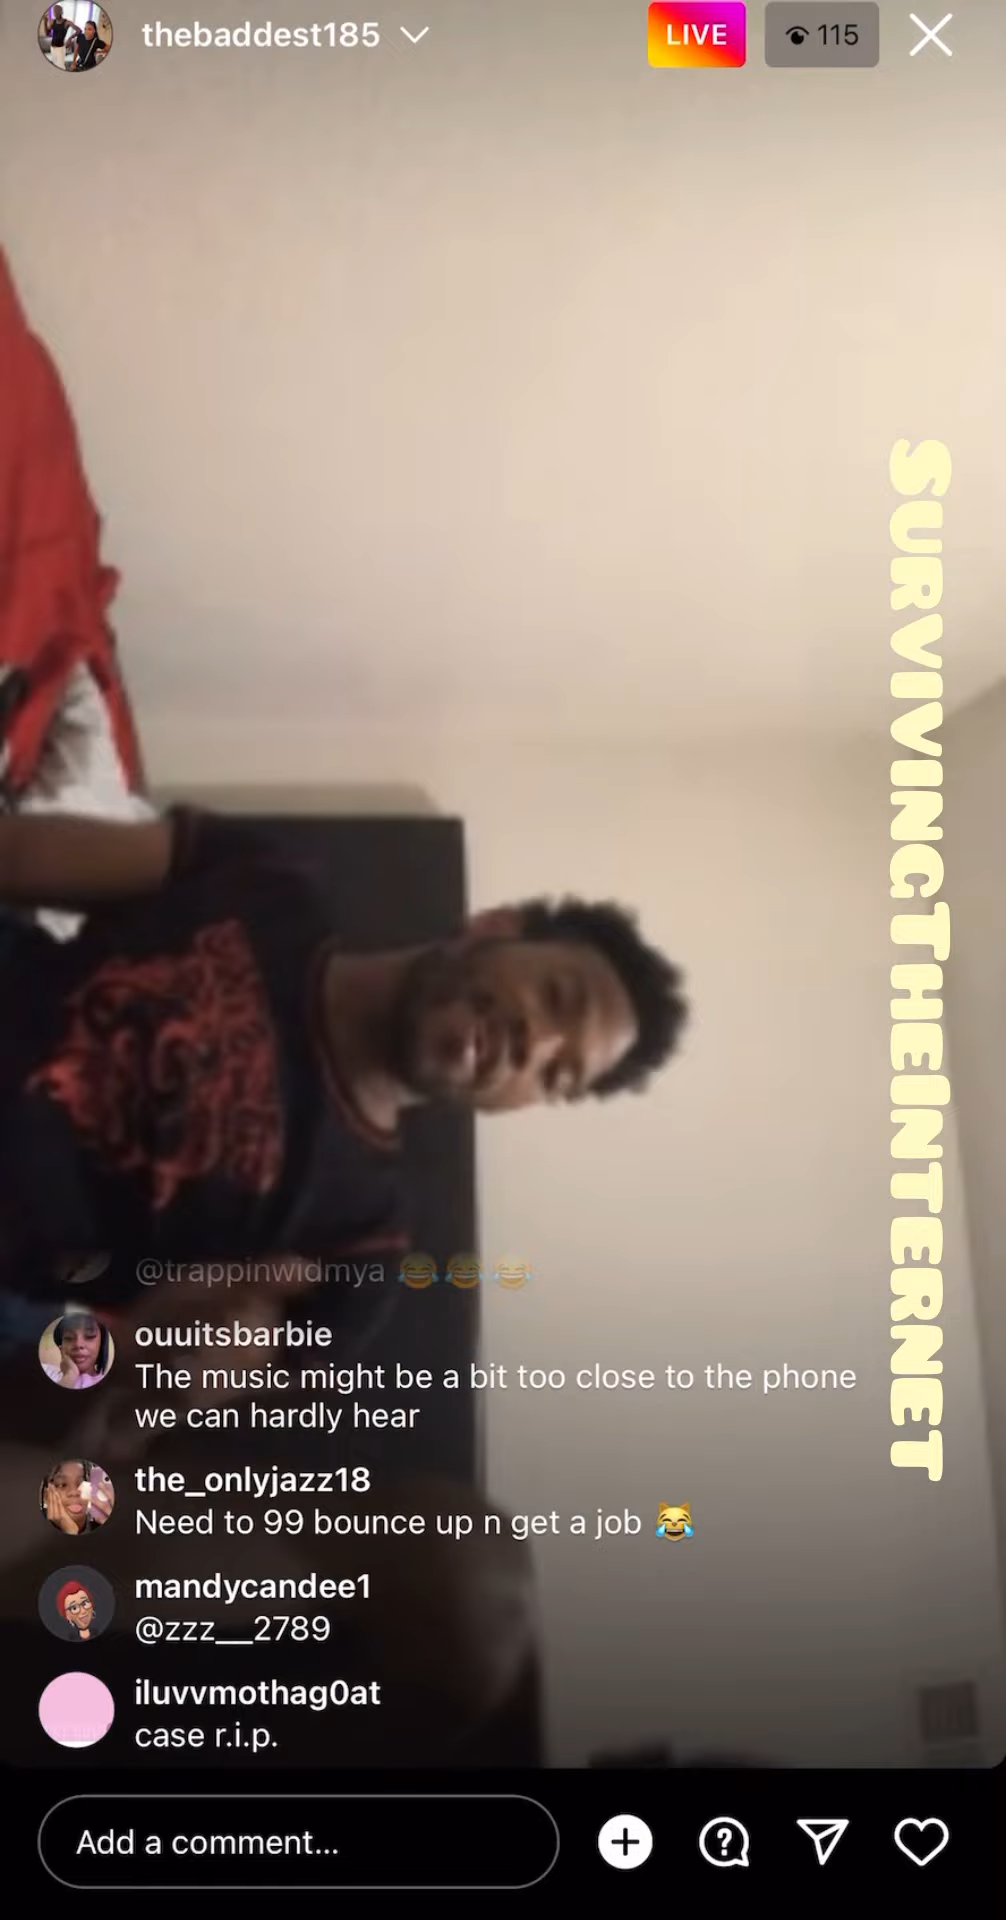 thebaddest185
LIVE
115
SURVIVINGTHEINTERNET
@trappinwidmya 😂😂😂
ouuitsbarbie
The music might be a bit too close to the phone
we can hardly hear
the_onlyjazz18
Need to 99 bounce up n get a job 😹
mandycandee1
@zzz__2789
iluvvmothag0at
case r.i.p.
Add a comment...